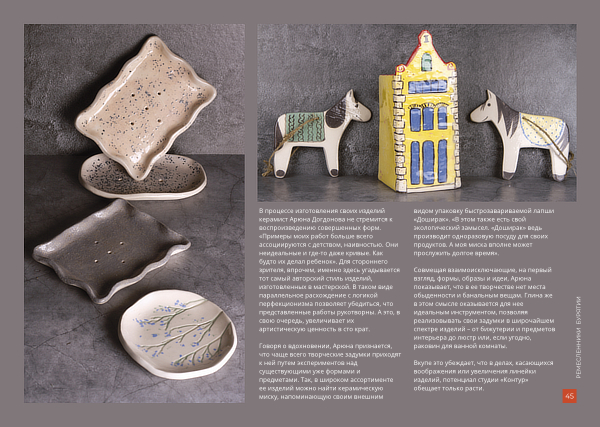 В процессе изготовления своих изделий
керамист Арюна Догдонова не стремится к
воспроизведению совершенных форм.
«Примеры моих работ больше всего
ассоциируются с детством, наивностью. Они
неидеальные и где-то даже кривые. Как
будто их делал ребенок». Для стороннего
зрителя, впрочем, именно здесь угадывается
тот самый авторский стиль изделий,
изготовленных в мастерской. В таком виде
параллельное расхождение с логикой
перфекционизма позволяет убедиться, что
представленные работы рукотворны. А это, в
свою очередь, увеличивает их
артистическую ценность в сто крат.
Говоря о вдохновении, Арюна признается,
что чаще всего творческие задумки приходят
к ней путем экспериментов над
существующими уже формами и
предметами. Так, в широком ассортименте
ее изделий можно найти керамическую
миску, напоминающую своим внешним
видом упаковку быстрозавариваемой лапши
«Доширак». «В этом также есть свой
экологический замысел. «Доширак» ведь
производит одноразовую посуду для своих
продуктов. А моя миска вполне может
прослужить долгое время».
Совмещая взаимоисключающие, на первый
взгляд, формы, образы и идеи, Арюна
показывает, что в ее творчестве нет места
обыденности и банальным вещам. Глина же
в этом смысле оказывается для нее
идеальным инструментом, позволяя
реализовывать свои задумки в широчайшем
спектре изделий – от бижутерии и предметов
интерьера до люстр или, если угодно,
раковин для ванной комнаты.
Вкупе это убеждает, что в делах, касающихся
воображения или увеличения линейки
изделий, потенциал студии «Контур»
обещает только расти.
РЕМЕСЛЕННИКИ БУРЯТИИ
45